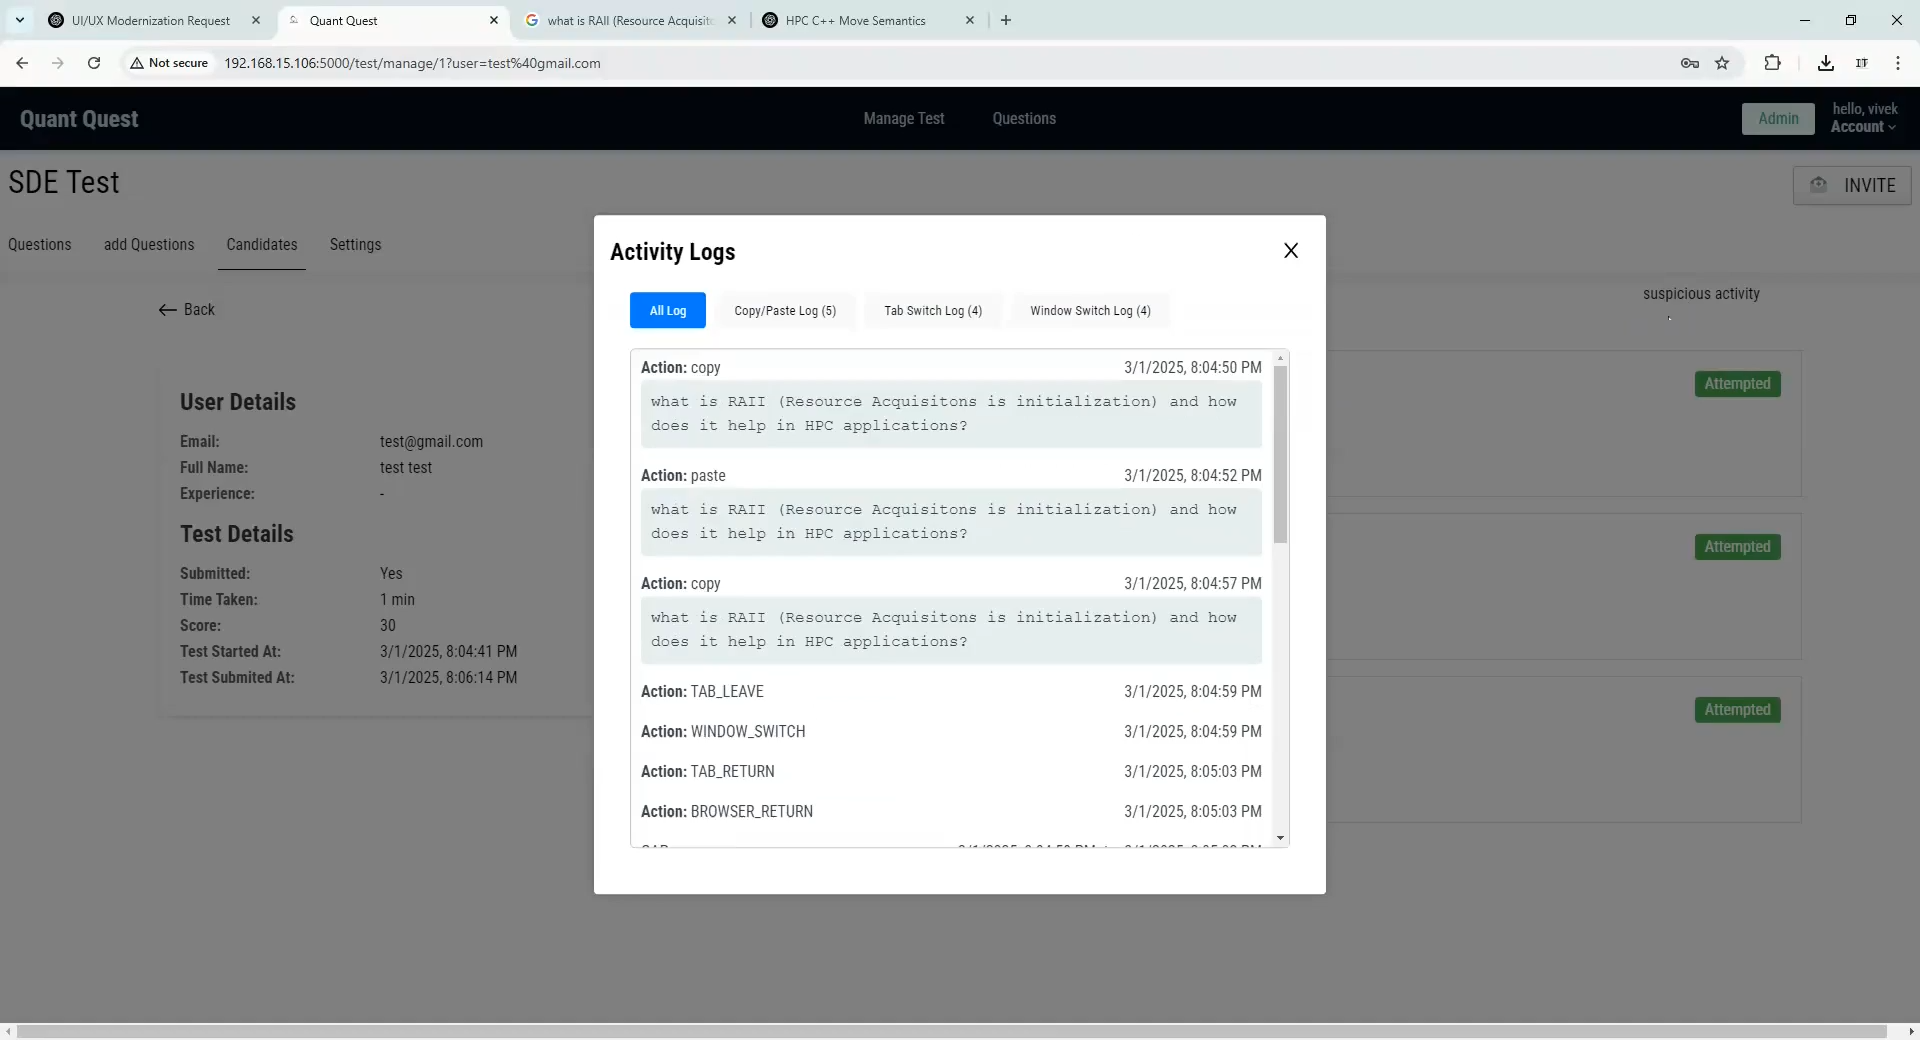 UI/UX Modernization Request
Quant Quest
what is RAII (Resource Acquisitc
HPC C++ Move Semantics
Not secure
192.168.15.106:5000/test/manage/1?user=test%40gmail.com
Quant Quest
Manage Test
Questions
Admin
hello, vivek
Account
SDE Test
INVITE
Questions
add Questions
Candidates
Settings
Back
suspicious activity
User Details
Email: test@gmail.com
Full Name: test test
Experience: -
Test Details
Submitted: Yes
Time Taken: 1 min
Score: 30
Test Started At: 3/1/2025, 8:04:41 PM
Test Submited At: 3/1/2025, 8:06:14 PM
Attempted
Attempted
Attempted
Activity Logs
X
All Log
Copy/Paste Log (5)
Tab Switch Log (4)
Window Switch Log (4)
Action: copy 3/1/2025, 8:04:50 PM
what is RAII (Resource Acquisitons is initialization) and how
does it help in HPC applications?
Action: paste 3/1/2025, 8:04:52 PM
what is RAII (Resource Acquisitons is initialization) and how
does it help in HPC applications?
Action: copy 3/1/2025, 8:04:57 PM
what is RAII (Resource Acquisitons is initialization) and how
does it help in HPC applications?
Action: TAB_LEAVE 3/1/2025, 8:04:59 PM
Action: WINDOW_SWITCH 3/1/2025, 8:04:59 PM
Action: TAB_RETURN 3/1/2025, 8:05:03 PM
Action: BROWSER_RETURN 3/1/2025, 8:05:03 PM